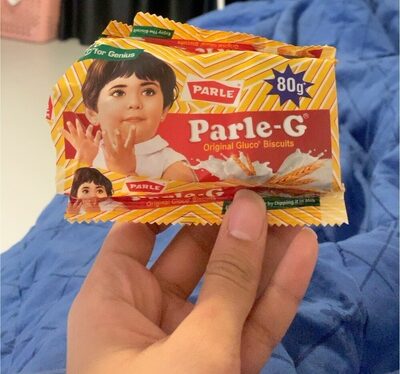 for Genius
PARLE
80g
Parle-G
Original Gluco' Biscuits
PARLE
Parle-G
Original Gluco' Biscuits
by Dipping it in Milk